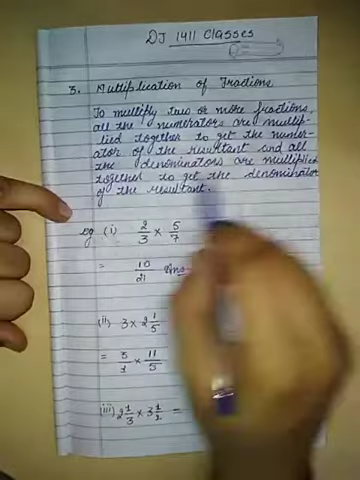 DJ 1411 Classes
3. Multiplication of Fractions
To multiply two or more fractions,
all the numerators are multip-
lied together to get the numer-
ator of the resultant and all
the denominators are multiplied
together to get the denominator
of the resultant.
eg (i) 2/3 × 5/7
= 10/21 Ans
(ii) 3 × 2 1/5
= 3/1 × 11/5
(iii) 2 1/3 × 3 1/2 =